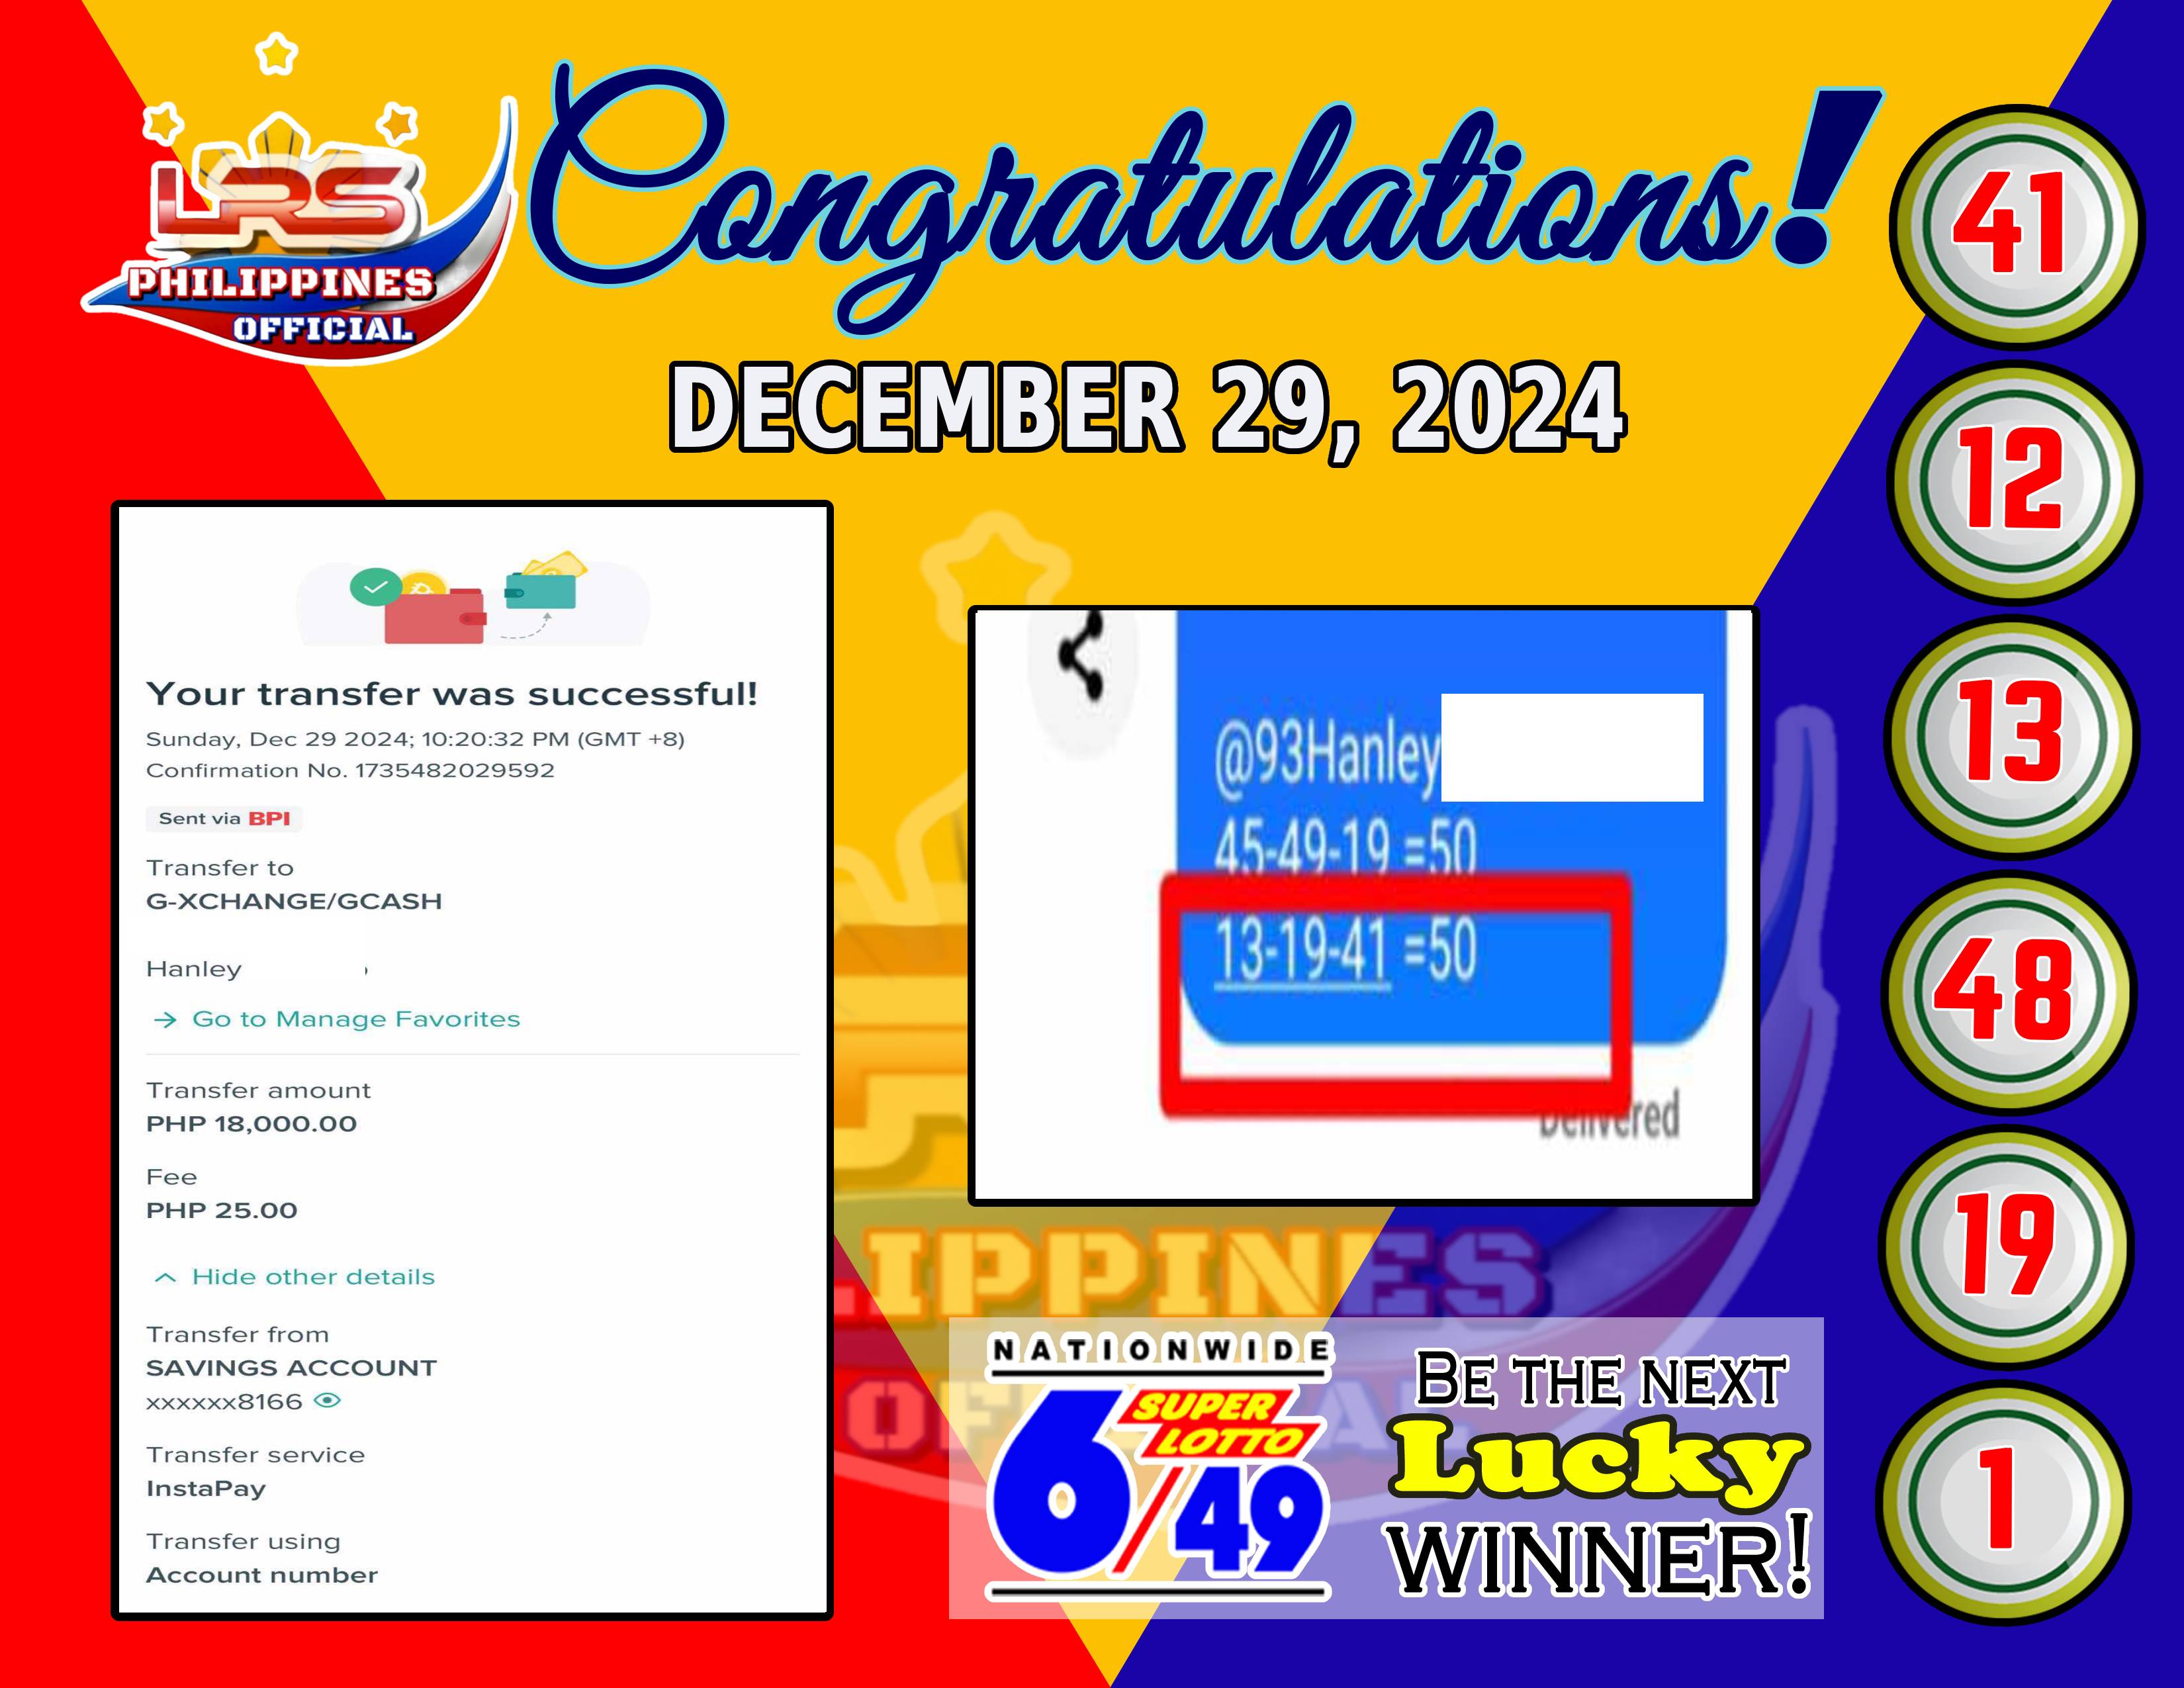 LRS
PHILIPPINES
OFFICIAL
Congratulations!
DECEMBER 29, 2024
Your transfer was successful!
Sunday, Dec 29 2024; 10:20:32 PM (GMT +8)
Confirmation No. 1735482029592
Sent via BPI
Transfer to
G-XCHANGE/GCASH
Hanley
Go to Manage Favorites
Transfer amount
PHP 18,000.00
Fee
PHP 25.00
Hide other details
Transfer from
SAVINGS ACCOUNT
xxxxxx8166
Transfer service
InstaPay
Transfer using
Account number
@93Hanley
45-49-19 =50
13-19-41 =50
Delivered
LIPPINES
NATIONWIDE
SUPER
LOTTO
6/49
BE THE NEXT
Lucky
WINNER!
41
12
13
48
19
1